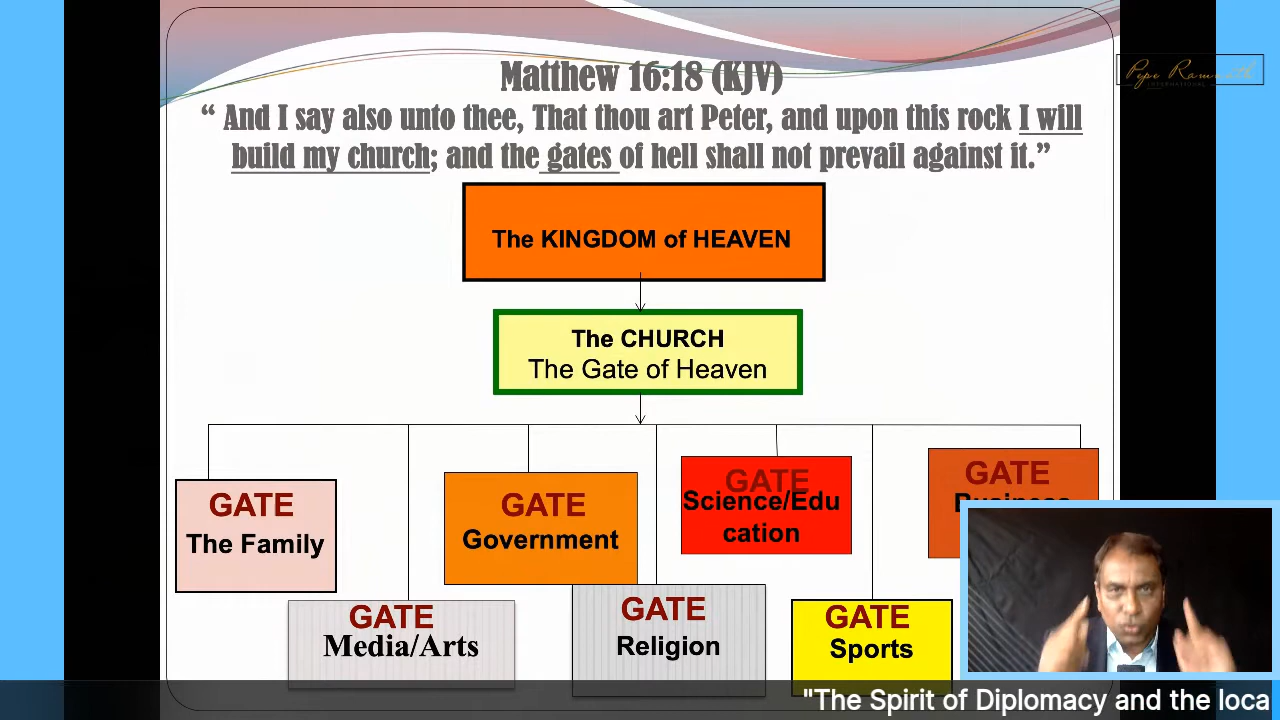 Matthew 16:18 (KJV)
“ And I say also unto thee, That thou art Peter, and upon this rock I will
build my church; and the gates of hell shall not prevail against it.”
The KINGDOM of HEAVEN
The CHURCH
The Gate of Heaven
GATE
The Family
GATE
Media/Arts
GATE
Government
GATE
Religion
GATE
Science/Edu
cation
GATE
Sports
GATE
Business
"The Spirit of Diplomacy and the loca